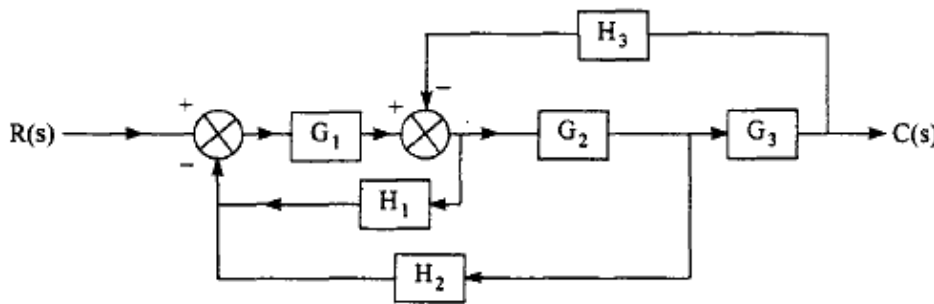 H₃
R(s) + − G₁ + − G₂ G₃ C(s)
H₁
H₂